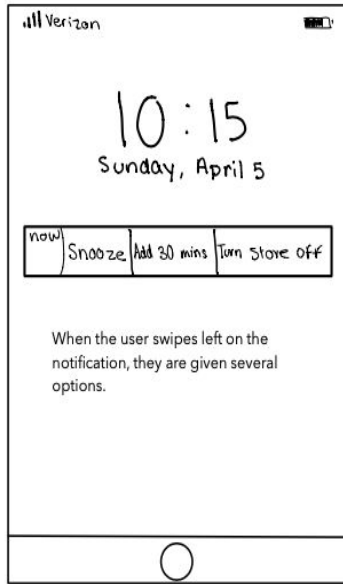 Verizon
10:15
Sunday, April 5
now Snooze Add 30 mins Turn Stove off
When the user swipes left on the
notification, they are given several
options.